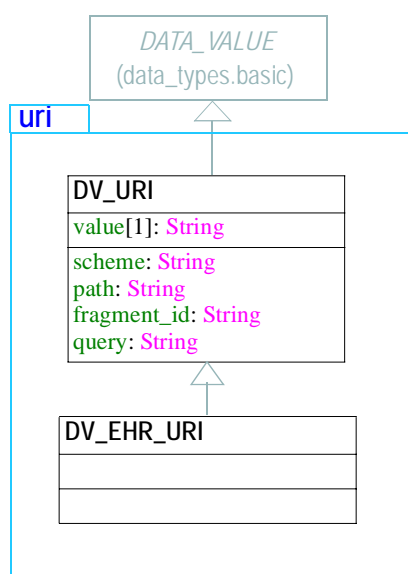 DATA_VALUE
(data_types.basic)
uri
DV_URI
value[1]: String
scheme: String
path: String
fragment_id: String
query: String
DV_EHR_URI